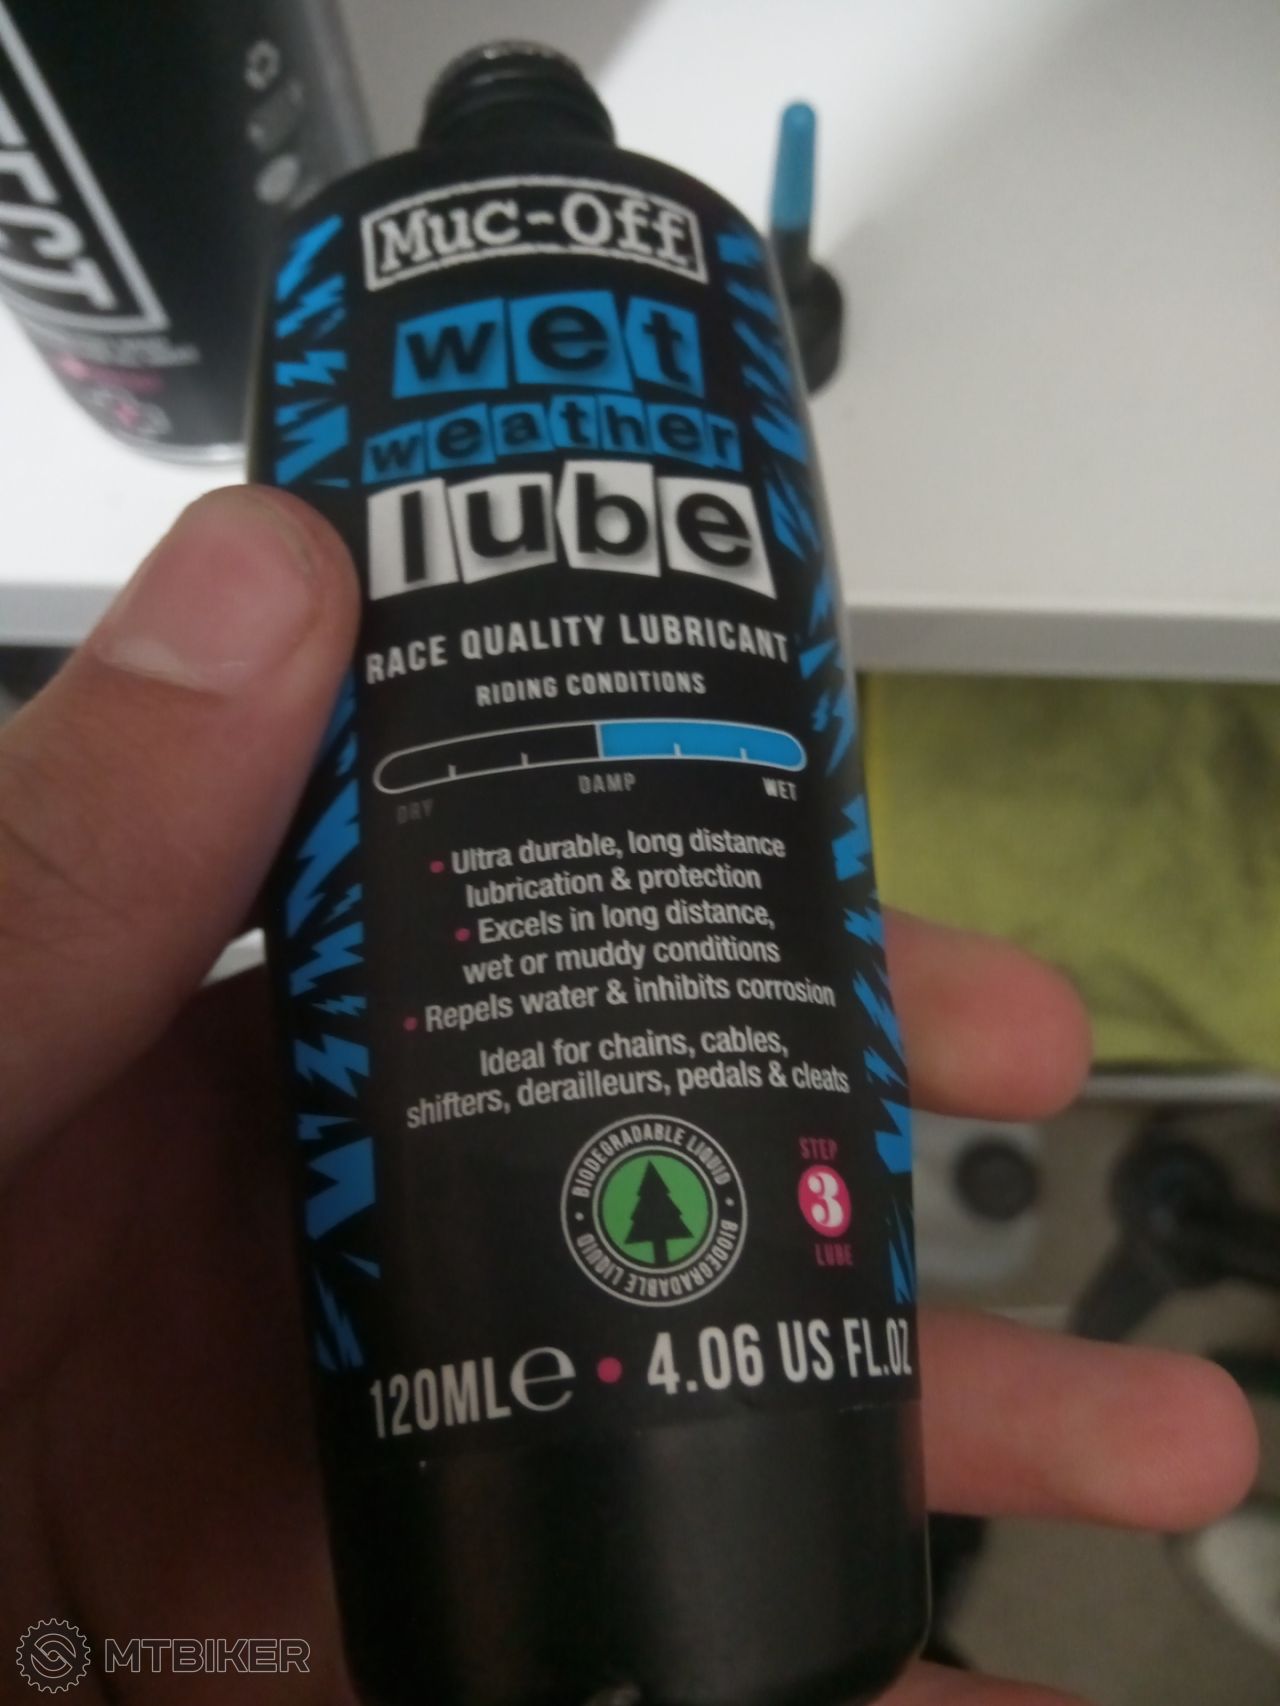 Muc-Off
wet
weather
lube
RACE QUALITY LUBRICANT
RIDING CONDITIONS
DRY DAMP WET
• Ultra durable, long distance
lubrication & protection
• Excels in long distance,
wet or muddy conditions
• Repels water & inhibits corrosion
Ideal for chains, cables,
shifters, derailleurs, pedals & cleats
BIODEGRADABLE LIQUID • BIODEGRADABLE LIQUID •
STEP
3
LUBE
120ML e • 4.06 US FL.OZ
MTBIKER